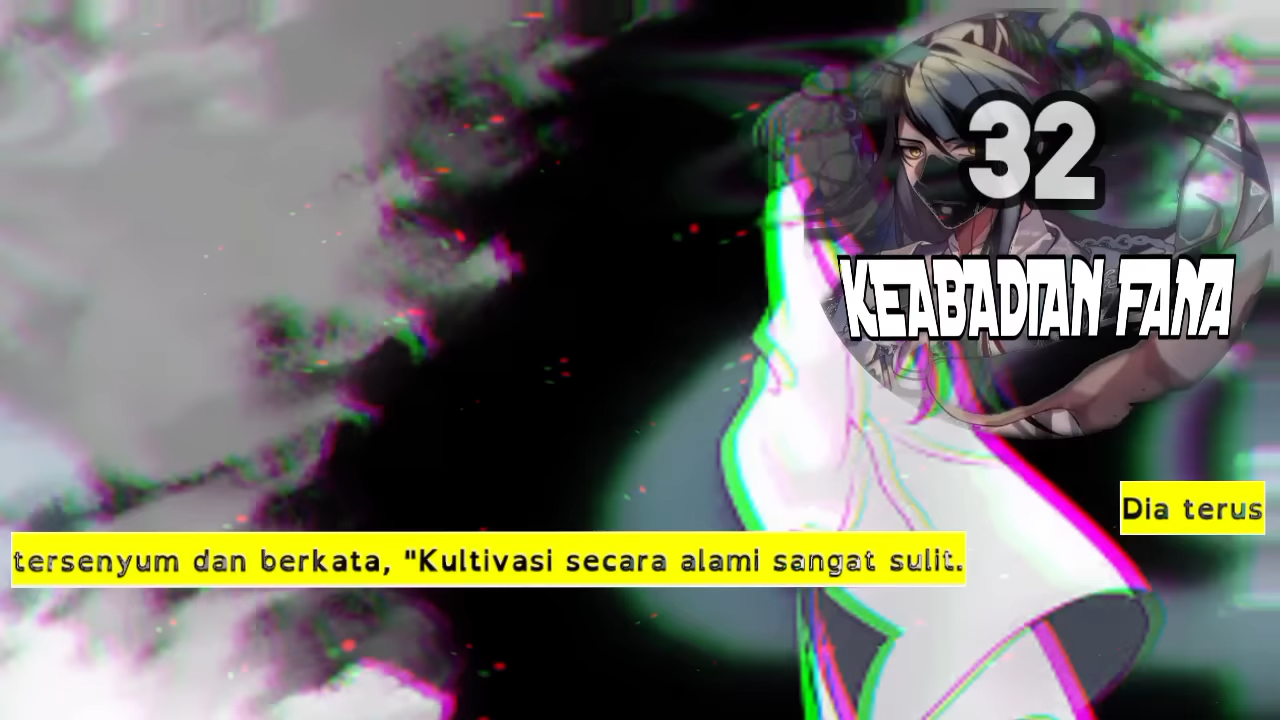 32
KEABADIAN FANA
Dia terus
tersenyum dan berkata, "Kultivasi secara alami sangat sulit.